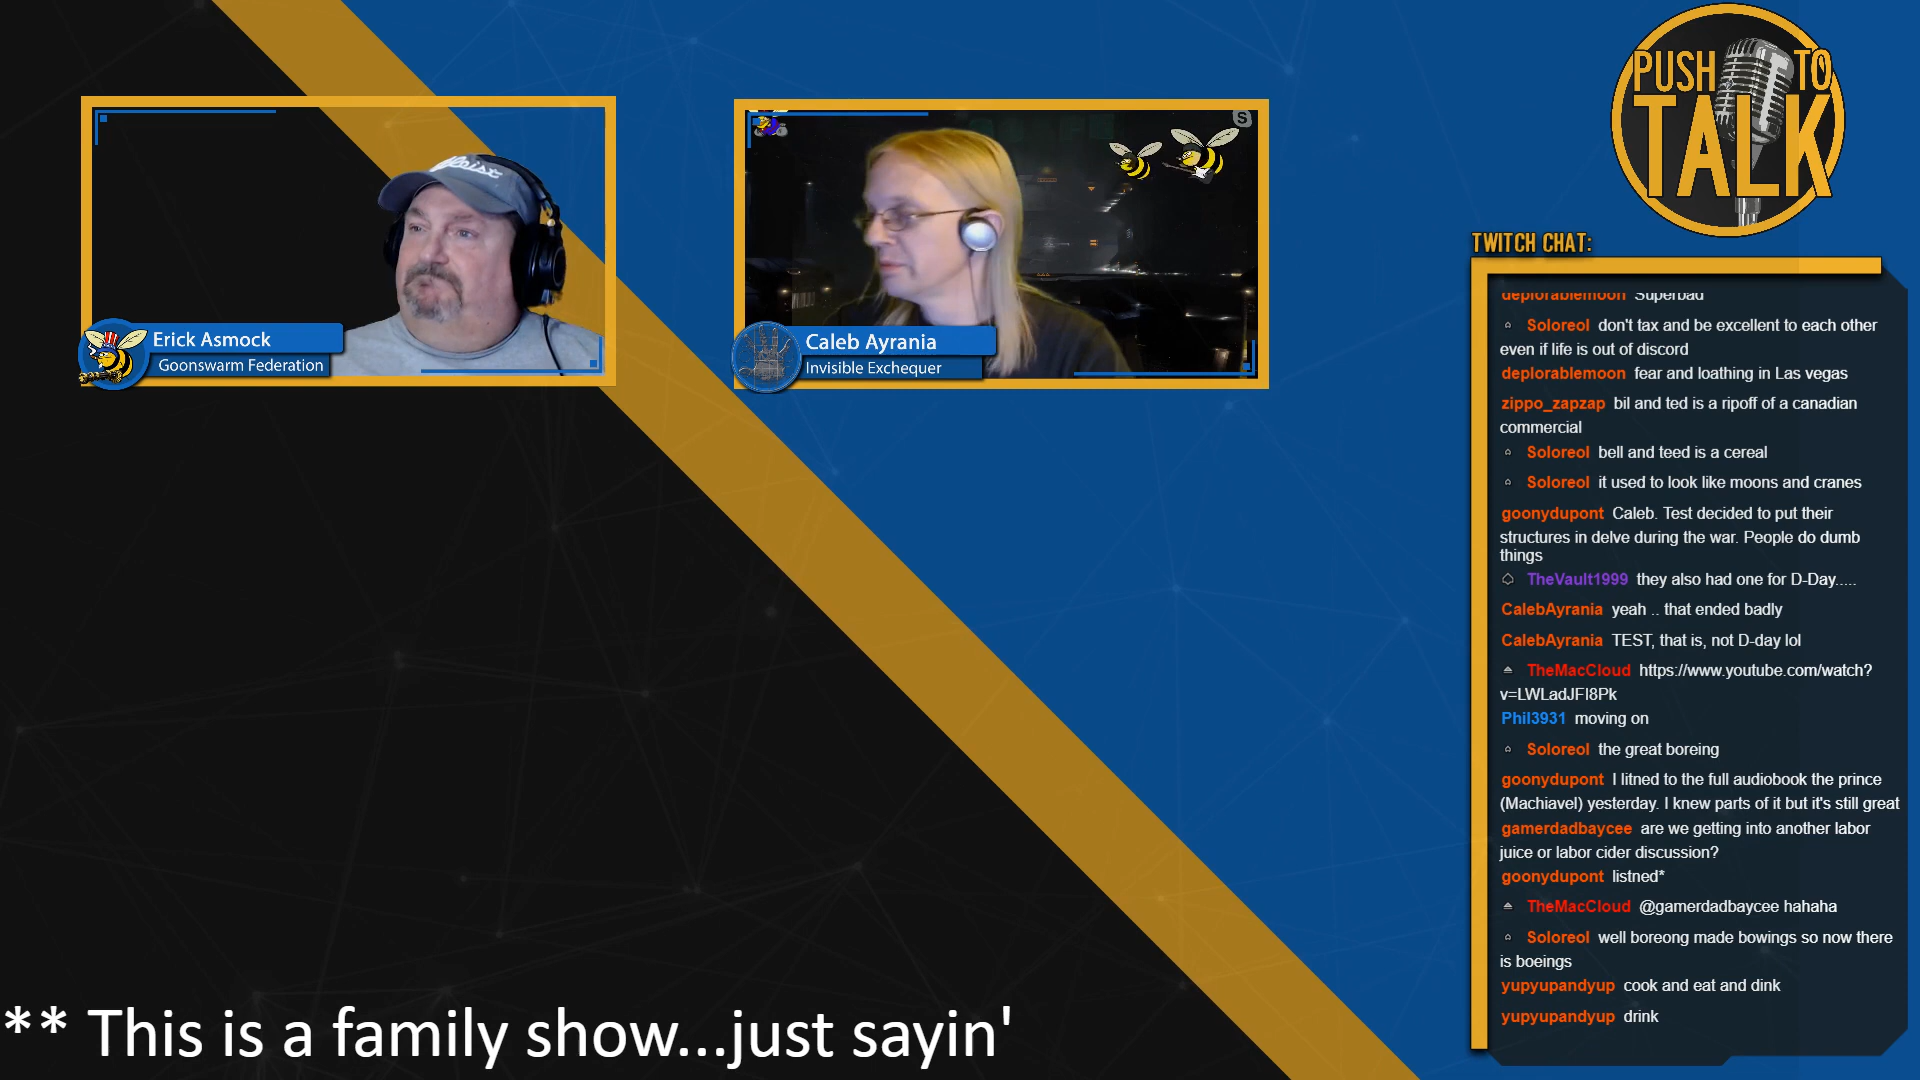 PUSH TO
TALK
TWITCH CHAT:
Erick Asmock
Goonswarm Federation
Caleb Ayrania
Invisible Exchequer
S
deplorablemoon Superbad
Soloreol don't tax and be excellent to each other
even if life is out of discord
deplorablemoon fear and loathing in Las vegas
zippo_zapzap bil and ted is a ripoff of a canadian
commercial
Soloreol bell and teed is a cereal
Soloreol it used to look like moons and cranes
goonydupont Caleb. Test decided to put their
structures in delve during the war. People do dumb
things
TheVault1999 they also had one for D-Day.....
CalebAyrania yeah .. that ended badly
CalebAyrania TEST, that is, not D-day lol
TheMacCloud https://www.youtube.com/watch?
v=LWLadJFI8Pk
Phil3931 moving on
Soloreol the great boreing
goonydupont I litned to the full audiobook the prince
(Machiavel) yesterday. I knew parts of it but it's still great
gamerdadbaycee are we getting into another labor
juice or labor cider discussion?
goonydupont listned*
TheMacCloud @gamerdadbaycee hahaha
Soloreol well boreong made bowings so now there
is boeings
yupyupandyup cook and eat and dink
yupyupandyup drink
** This is a family show...just sayin'